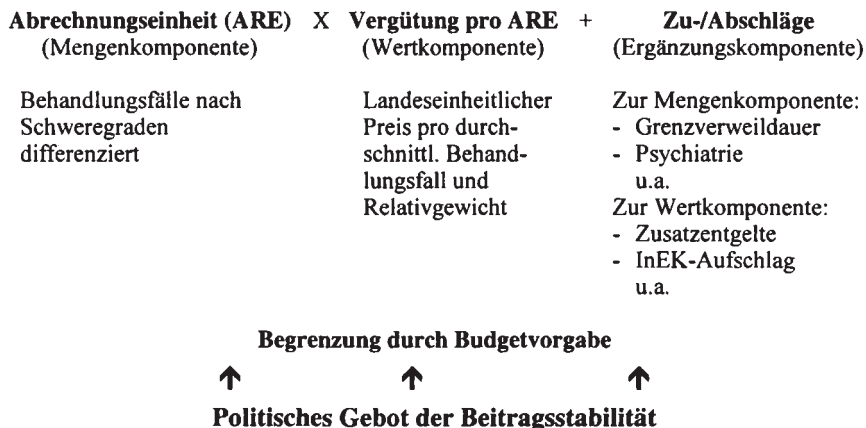 Abrechnungseinheit (ARE) X Vergütung pro ARE + Zu-/Abschläge
(Mengenkomponente) (Wertkomponente) (Ergänzungskomponente)
Behandlungsfälle nach
Schweregraden
differenziert
Landeseinheitlicher
Preis pro durch-
schnittl. Behand-
lungsfall und
Relativgewicht
Zur Mengenkomponente:
- Grenzverweildauer
- Psychiatrie
u.a.
Zur Wertkomponente:
- Zusatzentgelte
- InEK-Aufschlag
u.a.
Begrenzung durch Budgetvorgabe
Politisches Gebot der Beitragsstabilität